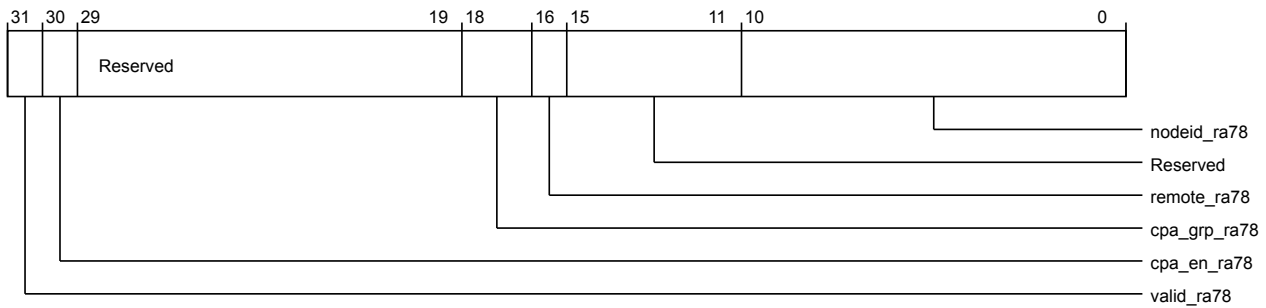 31 30 29 19 18 16 15 11 10 0
Reserved
nodeid_ra78
Reserved
remote_ra78
cpa_grp_ra78
cpa_en_ra78
valid_ra78